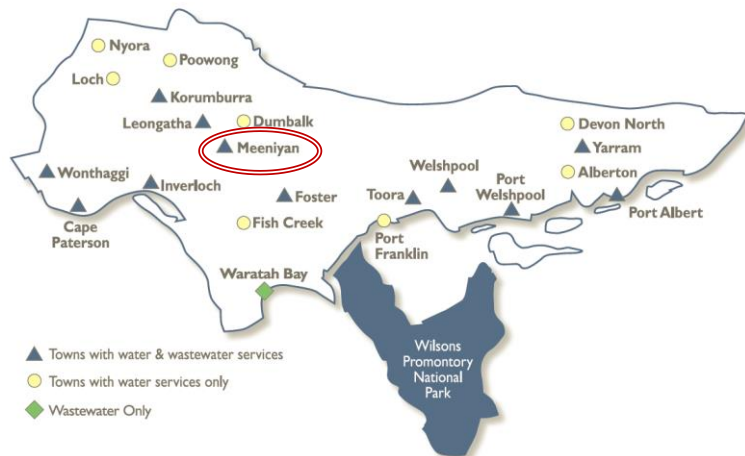 Nyora
Poowong
Loch
Korumburra
Leongatha
Dumbalk
Meeniyan
Devon North
Yarram
Wonthaggi
Inverloch
Welshpool
Port
Welshpool
Alberton
Foster
Toora
Cape
Paterson
Fish Creek
Port
Franklin
Port Albert
Waratah Bay
Wilsons
Promontory
National
Park
Towns with water & wastewater services
Towns with water services only
Wastewater Only